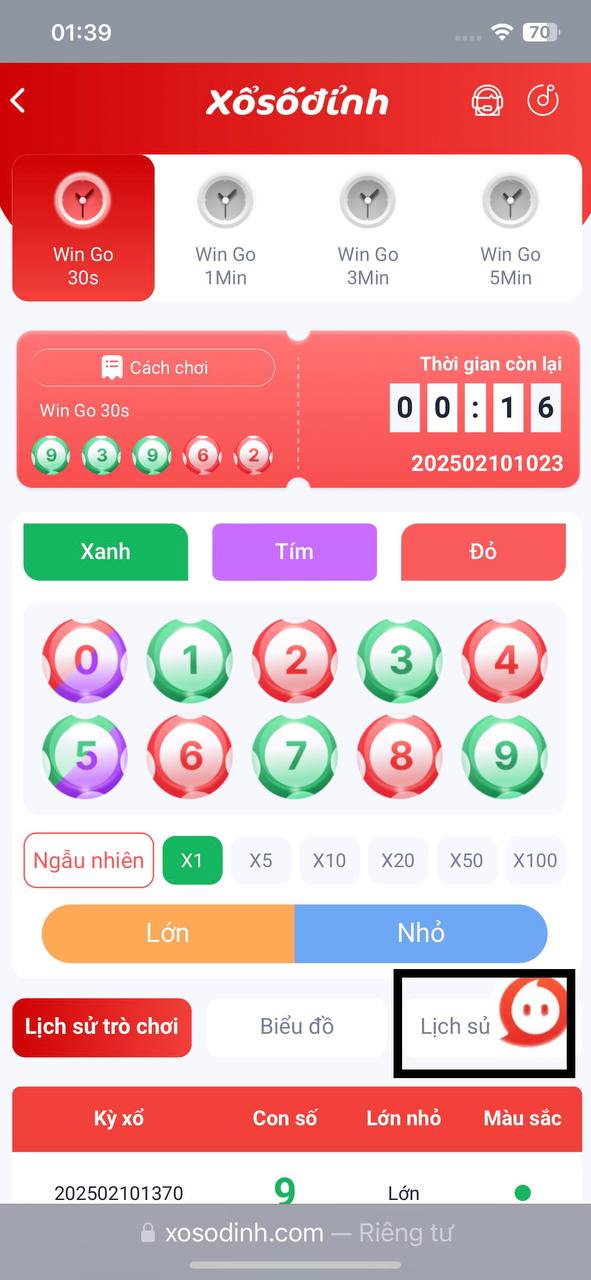 01:39
70
Xổsốđỉnh
Win Go
30s
Win Go
1Min
Win Go
3Min
Win Go
5Min
Cách chơi
Thời gian còn lại
Win Go 30s
00:16
9 3 9 6 2
202502101023
Xanh Tím Đỏ
0 1 2 3 4
5 6 7 8 9
Ngẫu nhiên X1 X5 X10 X20 X50 X100
Lớn Nhỏ
Lịch sử trò chơi Biểu đồ Lịch sử
Kỳ xổ Con số Lớn nhỏ Màu sắc
202502101370 9 Lớn
xosodinh.com — Riêng tư